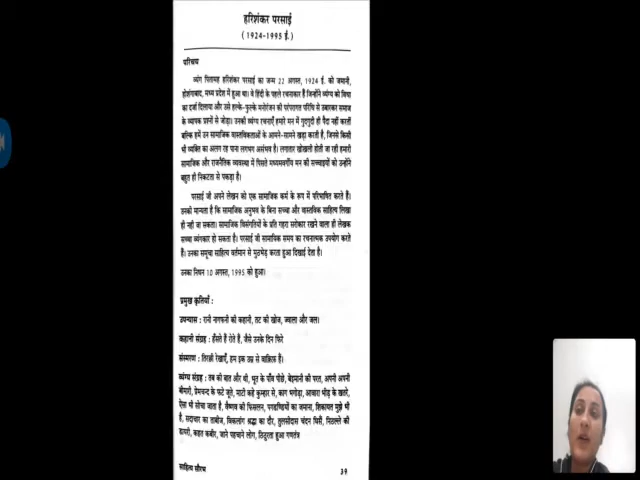 हरिशंकर परसाई
(1924-1995 ई.)
परिचय
व्यंग पितामह हरिशंकर परसाई का जन्म 22 अगस्त, 1924 ई. को जमानी,
होशंगाबाद, मध्य प्रदेश में हुआ था। वे हिंदी के पहले रचनाकार हैं जिन्होंने व्यंग्य को विधा
का दर्जा दिलाया और उसे हल्के-फुल्के मनोरंजन की परंपरागत परिधि से उबारकर समाज
के व्यापक प्रश्नों से जोड़ा। उनकी व्यंग्य रचनाएँ हमारे मन में गुदगुदी ही पैदा नहीं करतीं
बल्कि हमें उन सामाजिक वास्तविकताओं के आमने-सामने खड़ा करती है, जिनसे किसी
भी व्यक्ति का अलग रह पाना लगभग असंभव है। लगातार खोखली होती जा रही हमारी
सामाजिक और राजनैतिक व्यवस्था में पिसते मध्यमवर्गीय मन की सच्चाइयों को उन्होंने
बहुत ही निकटता से पकड़ा है।
परसाई जी अपने लेखन को एक सामाजिक कर्म के रूप में परिभाषित करते हैं।
उनकी मान्यता है कि सामाजिक अनुभव के बिना सच्चा और वास्तविक साहित्य लिखा
ही नहीं जा सकता। सामाजिक विसंगतियों के प्रति गहरा सरोकार रखने वाला ही लेखक
सच्चा व्यंगकार हो सकता है। परसाई जी सामायिक समय का रचनात्मक उपयोग करते
हैं। उनका समूचा साहित्य वर्तमान से मुठभेड़ करता हुआ दिखाई देता है।
उनका निधन 10 अगस्त, 1995 को हुआ।
प्रमुख कृतियाँ :
उपन्यास : रानी नागफनी की कहानी, तट की खोज, ज्वाला और जल।
कहानी संग्रह : हँसते हैं रोते हैं, जैसे उनके दिन फिरे
संस्मरण : तिरछी रेखाएँ, हम इक उम्र से वाकिफ हैं।
व्यंग्य संग्रह : तब की बात और थी, भूत के पाँव पीछे, बेइमानी की परत, अपनी अपनी
बीमारी, प्रेमचन्द के फटे जूते, माटी कहे कुम्हार से, काग भगोड़ा, आवारा भीड़ के खतरे,
ऐसा भी सोचा जाता है, वैष्णव की फिसलन, पगडण्डियों का जमाना, शिकायत मुझे भी
है, सदाचार का ताबीज, विकलांग श्रद्धा का दौर, तुलसीदास चंदन घिसैं, निठल्ले की
डायरी, कहत कबीर, जाने पहचाने लोग, ठिठुरता हुआ गणतंत्र
साहित्य सौरभ
39